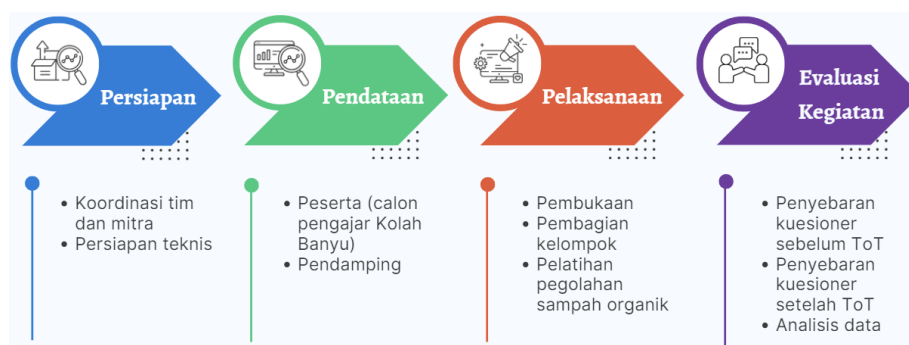 Persiapan
• Koordinasi tim
dan mitra
• Persiapan teknis
Pendataan
• Peserta (calon
pengajar Kolah
Banyu)
• Pendamping
Pelaksanaan
• Pembukaan
• Pembagian
kelompok
• Pelatihan
pegolahan
sampah organik
Evaluasi
Kegiatan
• Penyebaran
kuesioner
sebelum ToT
• Penyebaran
kuesioner
setelah ToT
• Analisis data